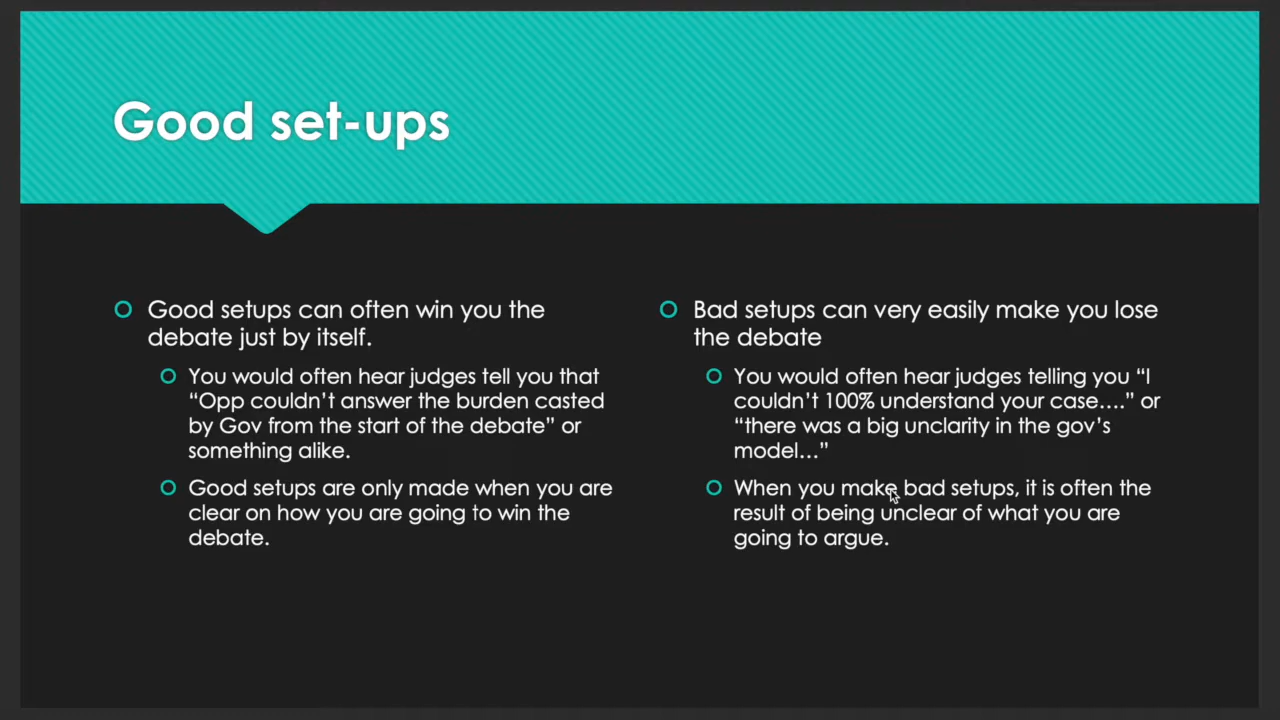 Good set-ups
Good setups can often win you the
debate just by itself.
You would often hear judges tell you that
“Opp couldn’t answer the burden casted
by Gov from the start of the debate” or
something alike.
Good setups are only made when you are
clear on how you are going to win the
debate.
Bad setups can very easily make you lose
the debate
You would often hear judges telling you “I
couldn’t 100% understand your case….” or
“there was a big unclarity in the gov’s
model…”
When you make bad setups, it is often the
result of being unclear of what you are
going to argue.